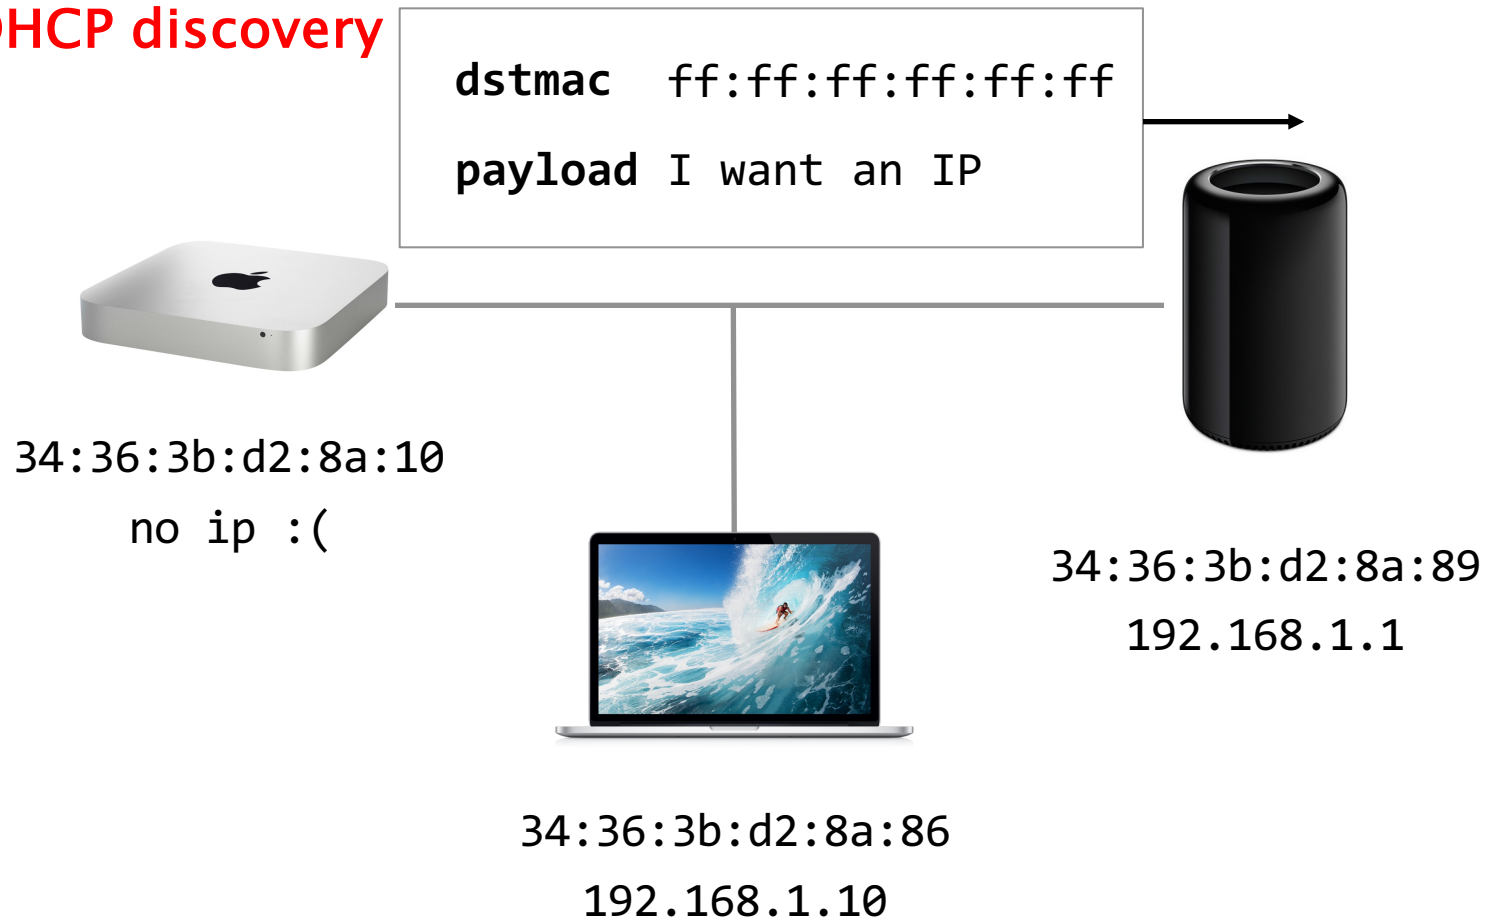 DHCP discovery
dstmac ff:ff:ff:ff:ff:ff
payload I want an IP
34:36:3b:d2:8a:10
no ip :(
34:36:3b:d2:8a:89
192.168.1.1
34:36:3b:d2:8a:86
192.168.1.10